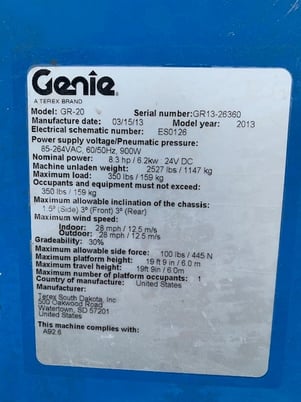 Genie
A TEREX BRAND
Model: GR-20 Serial number: GR13-26360
Manufacture date: 03/15/13 Model year: 2013
Electrical schematic number: ES0126
Power supply voltage/Pneumatic pressure:
85-264VAC, 60/50Hz, 900W
Nominal power: 8.3 hp / 6.2kw 24V DC
Machine unladen weight: 2527 lbs / 1147 kg
Maximum load: 350 lbs / 159 kg
Occupants and equipment must not exceed:
350 lbs / 159 kg
Maximum allowable inclination of the chassis:
1.5° (Side) 3° (Front) 3° (Rear)
Maximum wind speed:
Indoor: 28 mph / 12.5 m/s
Outdoor: 28 mph / 12.5 m/s
Gradeability: 30%
Maximum allowable side force: 100 lbs / 445 N
Maximum platform height: 19 ft 9 in / 6.0 m
Maximum travel height: 19ft 9in / 6.0m
Maximum number of platform occupants: 1
Country of manufacture: United States
Manufacturer:
Terex South Dakota, Inc
500 Oakwood Road
Watertown, SD 57201
United States
This machine complies with:
A92.6